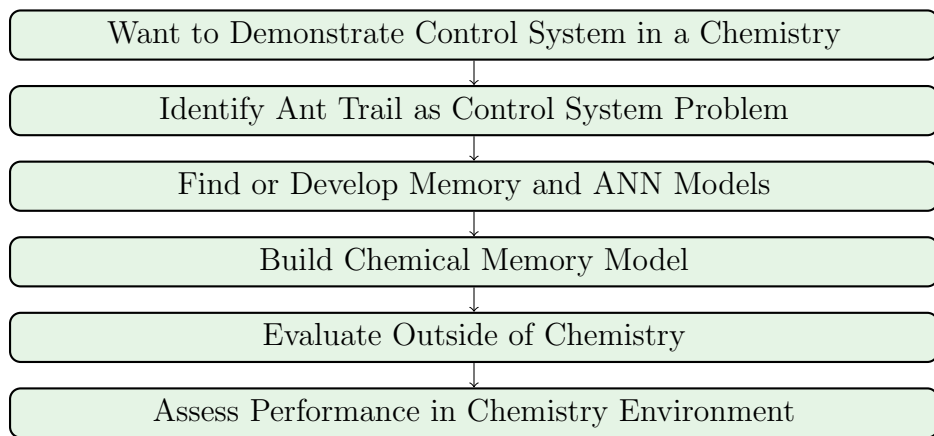 Want to Demonstrate Control System in a Chemistry
Identify Ant Trail as Control System Problem
Find or Develop Memory and ANN Models
Build Chemical Memory Model
Evaluate Outside of Chemistry
Assess Performance in Chemistry Environment